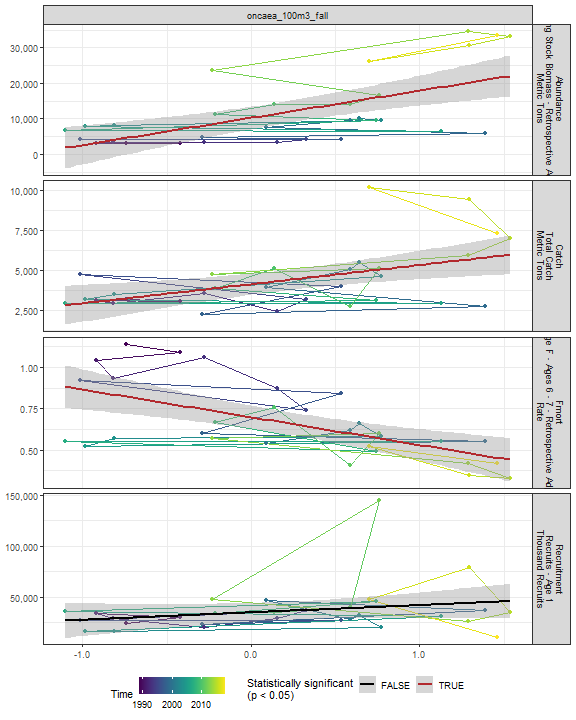 oncaea_100m3_fall
30,000
20,000
10,000
0
Abundance
ng Stock Biomass - Retrospective A
Metric Tons
10,000
7,500
5,000
2,500
Catch
Total Catch
Metric Tons
1.00
0.75
0.50
Fmort
ge F - Ages 6 - 7 - Retrospective Ad
Rate
150,000
100,000
50,000
Recruitment
Recruits - Age 1
Thousand Recruits
-1.0
0.0
1.0
Time
1990
2000
2010
Statistically significant
(p < 0.05)
FALSE
TRUE